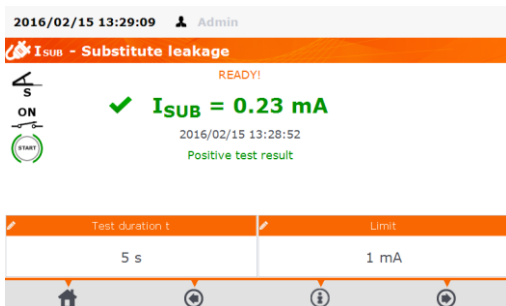 2016/02/15 13:29:09 Admin
ISUB - Substitute leakage
READY!
S
ON
START
ISUB = 0.23 mA
2016/02/15 13:28:52
Positive test result
Test duration t
Limit
5 s
1 mA